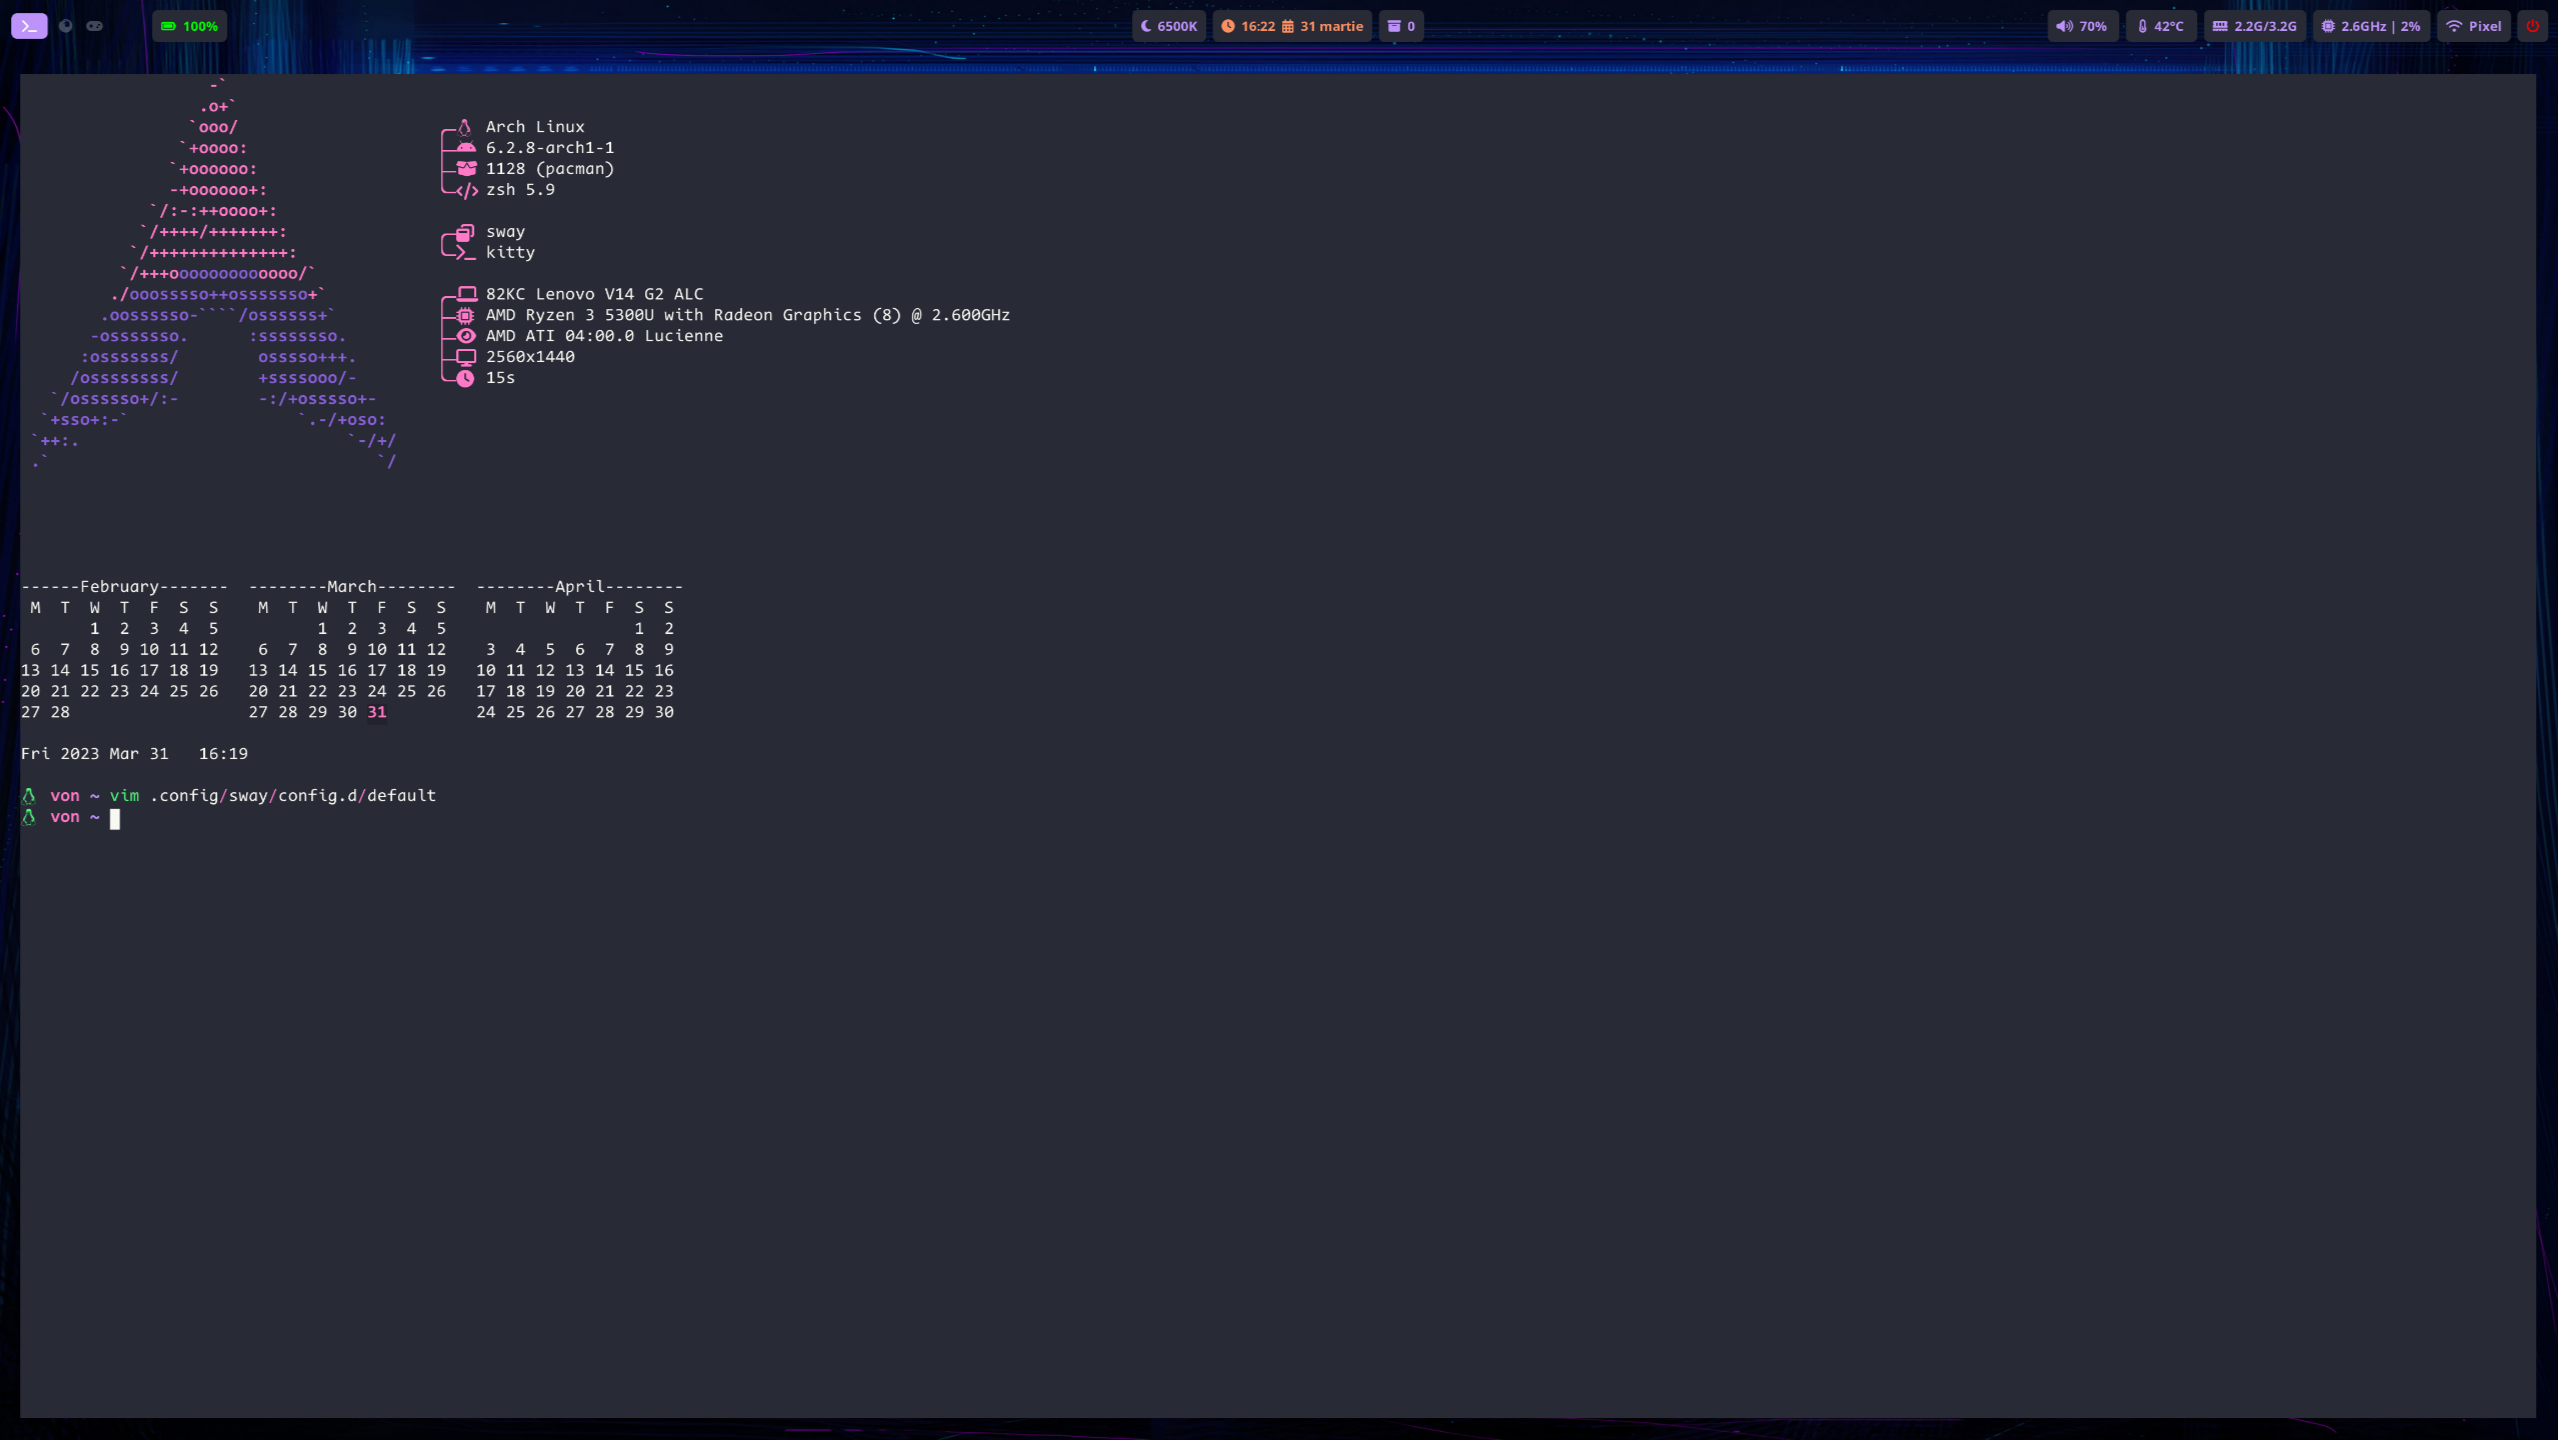 100%
6500K
16:22 31 martie
0
70%
42°C
2.2G/3.2G
2.6GHz | 2%
Pixel
-`
.o+`
`ooo/
`+oooo:
`+oooooo:
-+oooooo+:
`/:-:++oooo+:
`/++++/+++++++:
`/++++++++++++++:
`/+++ooooooooooooo/`
./ooosssso++osssssso+`
.oossssso-````/ossssss+`
-osssssso.      :ssssssso.
:osssssss/        osssso+++.
/ossssssss/        +ssssooo/-
`/ossssso+/:-        -:/+osssso+-
`+sso+:-`                 `.-/+oso:
`++:.                           `-/+/
.`                                 `/
Arch Linux
6.2.8-arch1-1
1128 (pacman)
zsh 5.9
sway
kitty
82KC Lenovo V14 G2 ALC
AMD Ryzen 3 5300U with Radeon Graphics (8) @ 2.600GHz
AMD ATI 04:00.0 Lucienne
2560x1440
15s
------February-------  --------March--------  --------April--------
 M  T  W  T  F  S  S    M  T  W  T  F  S  S    M  T  W  T  F  S  S
       1  2  3  4  5          1  2  3  4  5                   1  2
 6  7  8  9 10 11 12    6  7  8  9 10 11 12    3  4  5  6  7  8  9
13 14 15 16 17 18 19   13 14 15 16 17 18 19   10 11 12 13 14 15 16
20 21 22 23 24 25 26   20 21 22 23 24 25 26   17 18 19 20 21 22 23
27 28                  27 28 29 30 31         24 25 26 27 28 29 30
Fri 2023 Mar 31   16:19
von ~ vim .config/sway/config.d/default
von ~